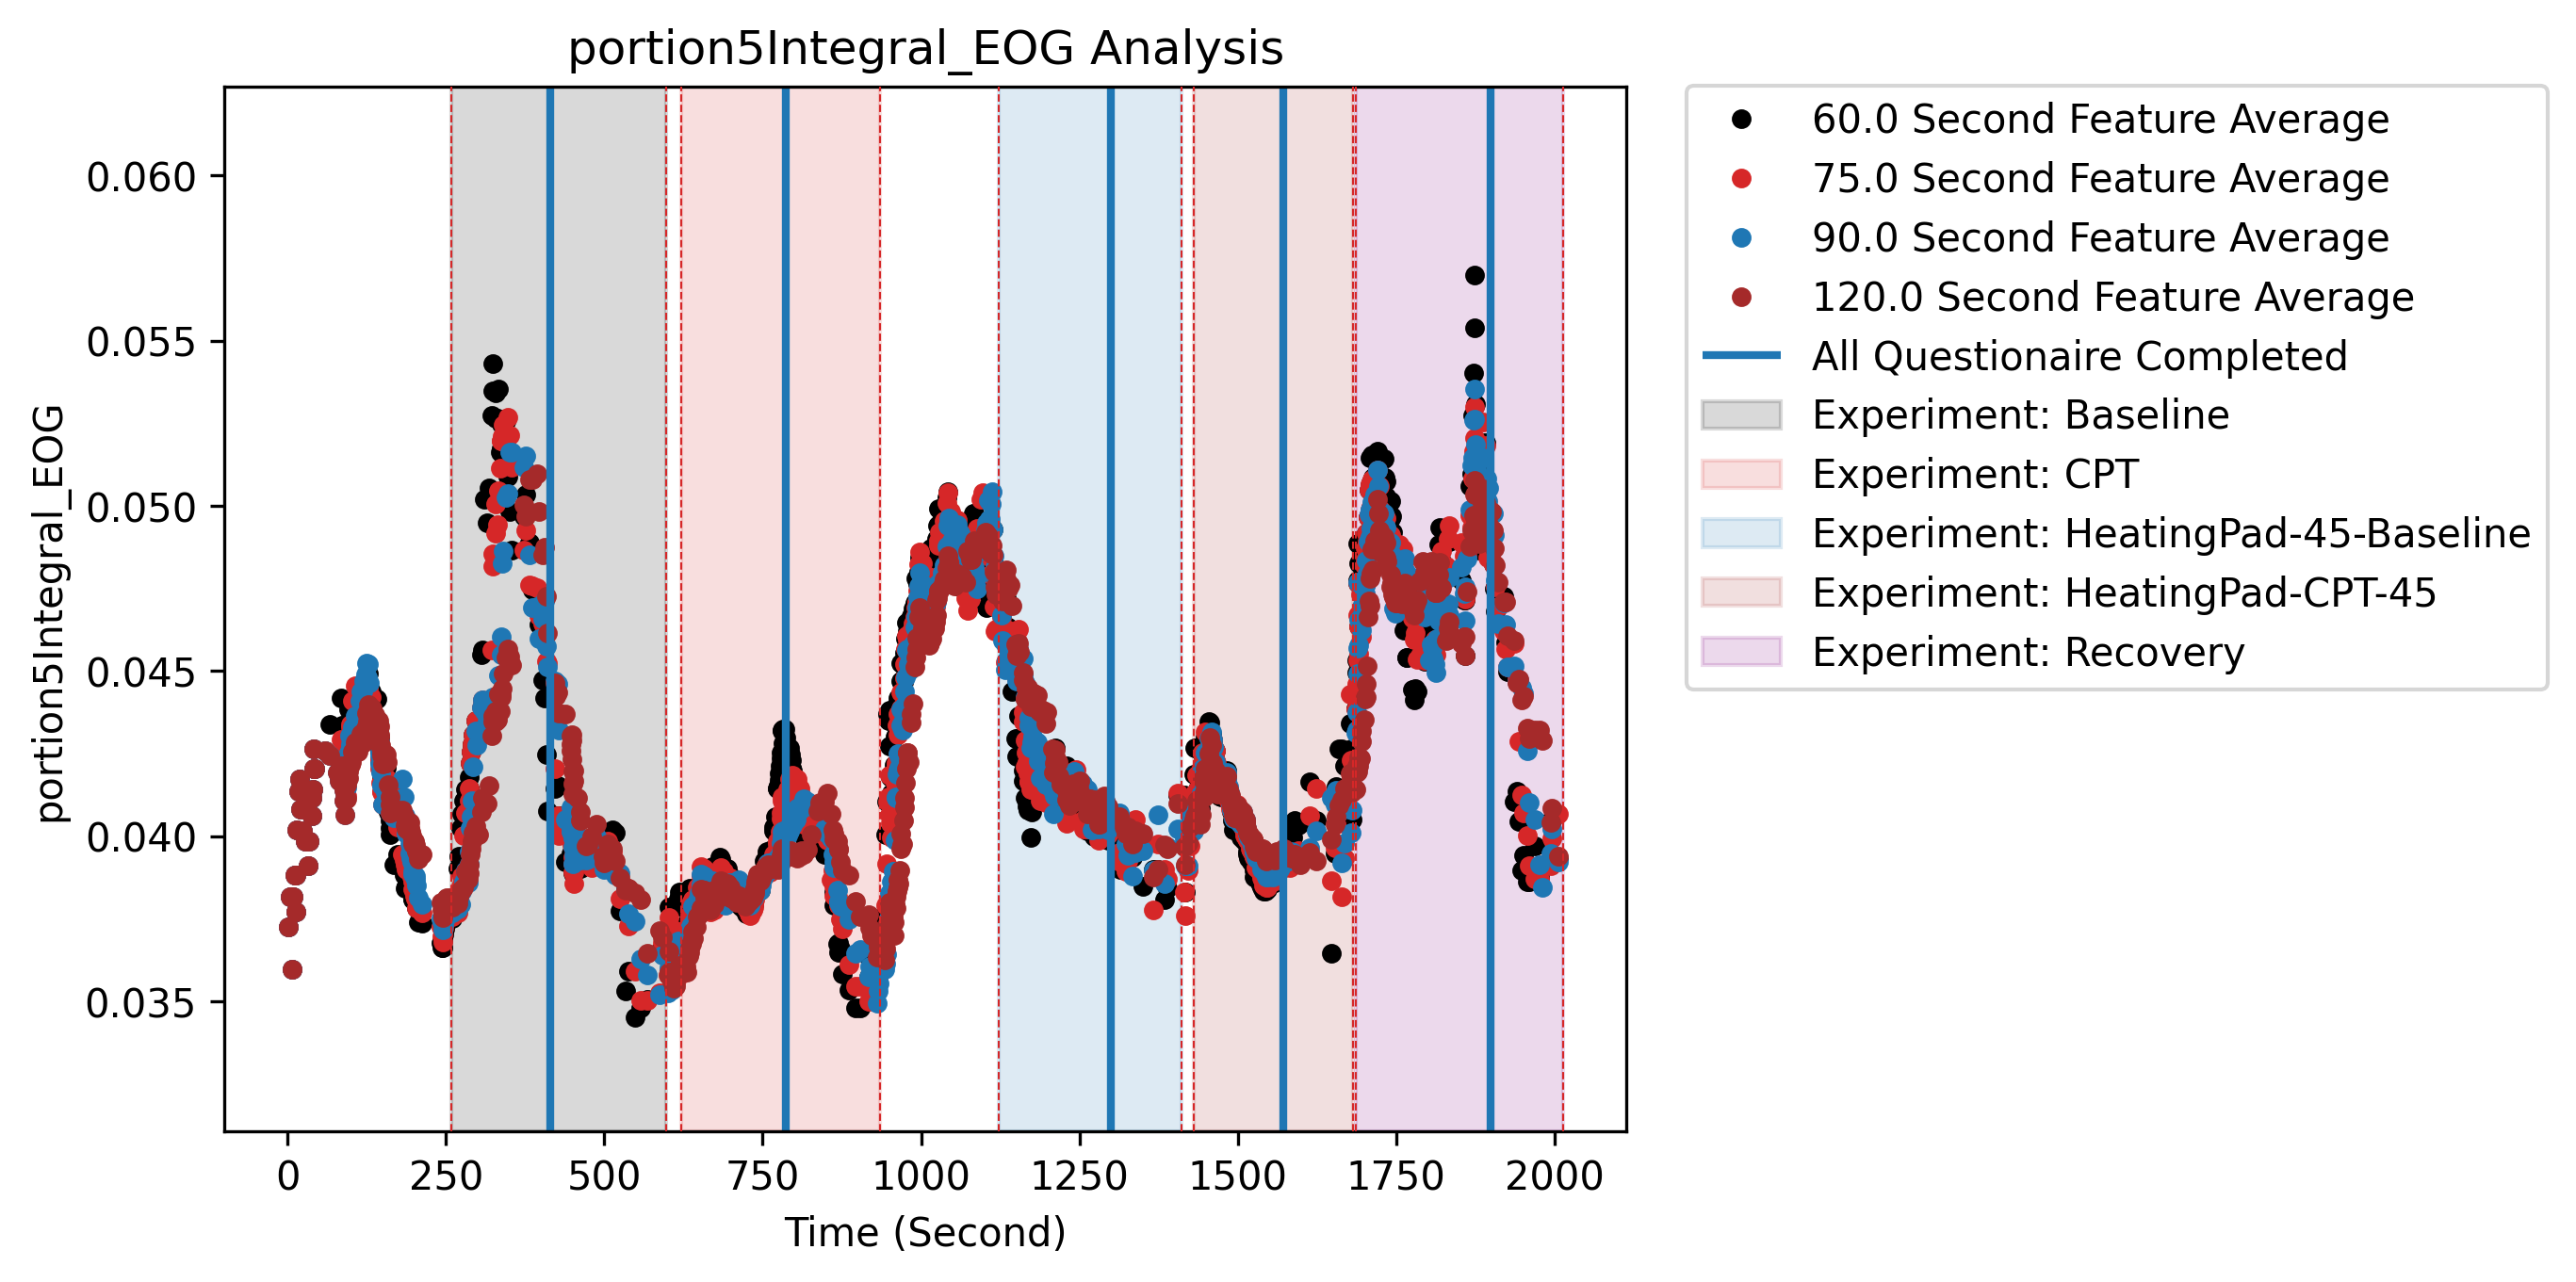 portion5Integral_EOG Analysis
portion5Integral_EOG
0.060
0.055
0.050
0.045
0.040
0.035
0 250 500 750 1000 1250 1500 1750 2000
Time (Second)
60.0 Second Feature Average
75.0 Second Feature Average
90.0 Second Feature Average
120.0 Second Feature Average
All Questionaire Completed
Experiment: Baseline
Experiment: CPT
Experiment: HeatingPad-45-Baseline
Experiment: HeatingPad-CPT-45
Experiment: Recovery